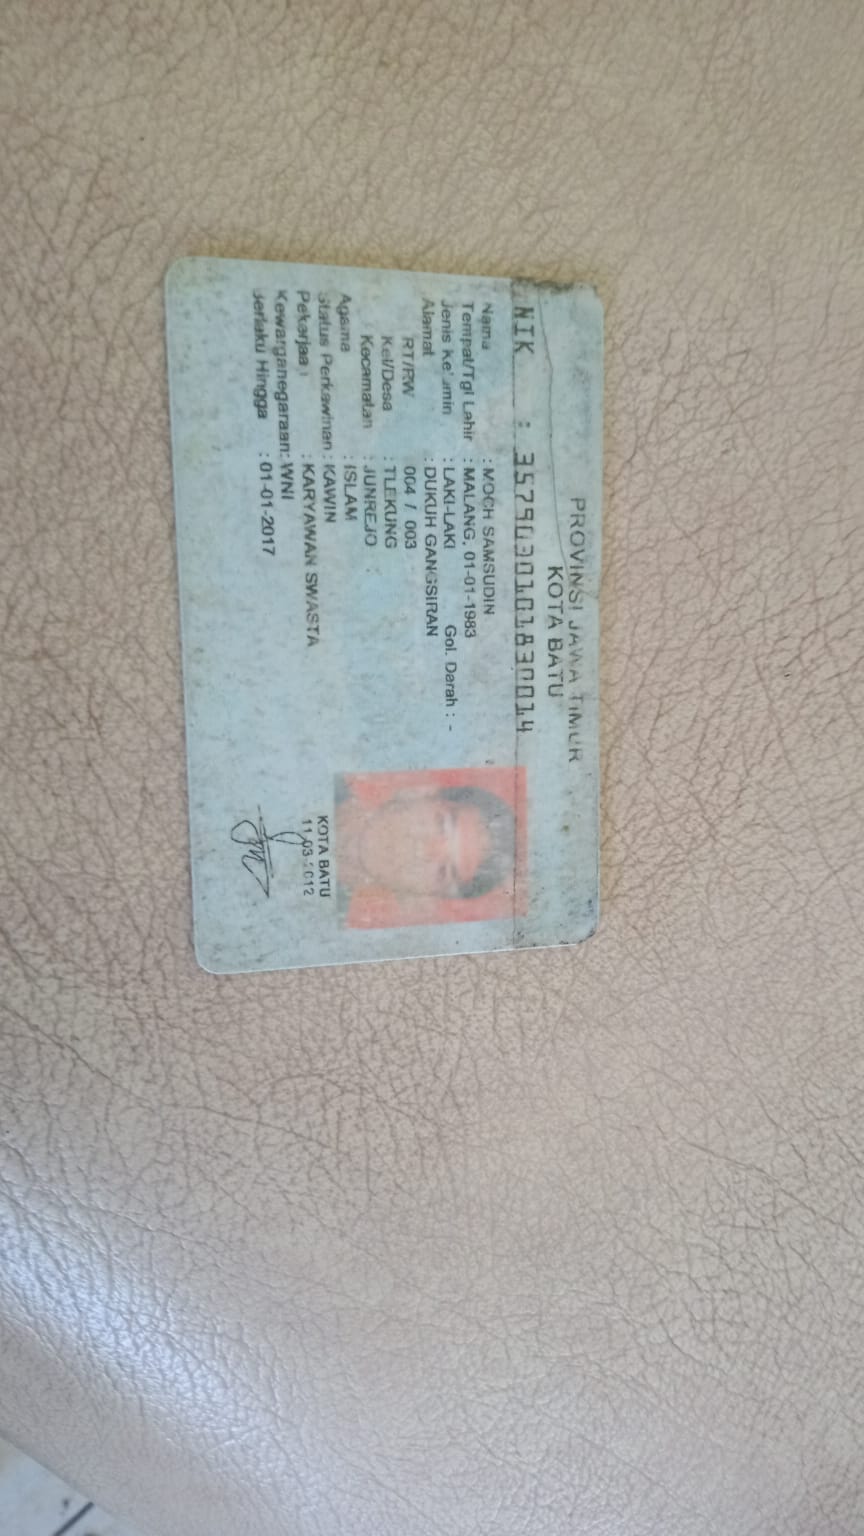 PROVINSI JAWA TIMUR
KOTA BATU
NIK : 3579030101830014
Nama : MOCH SAMSUDIN
Tempat/Tgl Lahir : MALANG, 01-01-1983
Jenis Kelamin : LAKI-LAKI Gol. Darah : -
Alamat : DUKUH GANGSIRAN
RT/RW 004 / 003
Kel/Desa : TLEKUNG
Kecamatan : JUNREJO
Agama : ISLAM
Status Perkawinan : KAWIN
Pekerjaan : KARYAWAN SWASTA
Kewarganegaraan: WNI
Berlaku Hingga : 01-01-2017
KOTA BATU
11-03-2012